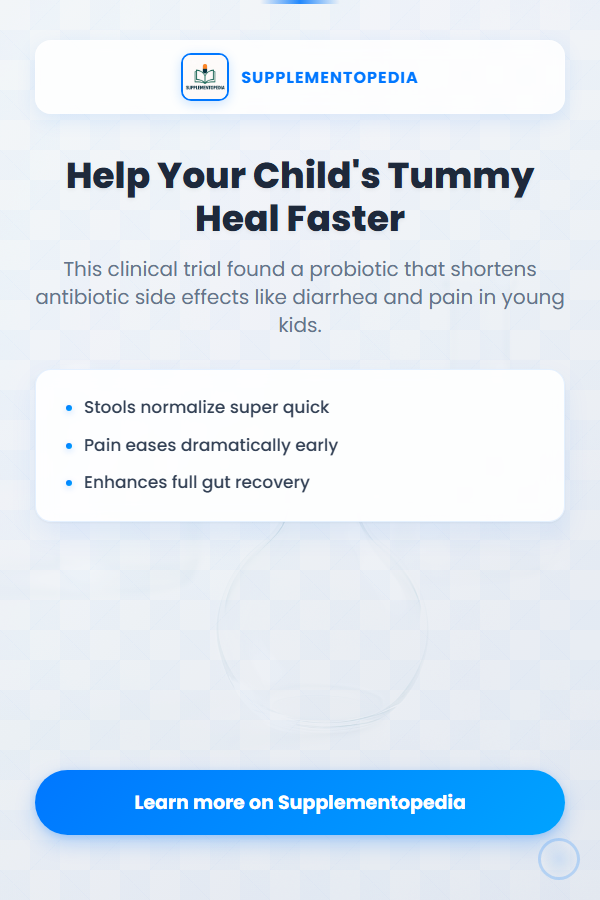 SUPPLEMENTOPEDIA
SUPPLEMENTOPEDIA
Help Your Child's Tummy
Heal Faster
This clinical trial found a probiotic that shortens
antibiotic side effects like diarrhea and pain in young
kids.
Stools normalize super quick
Pain eases dramatically early
Enhances full gut recovery
Learn more on Supplementopedia